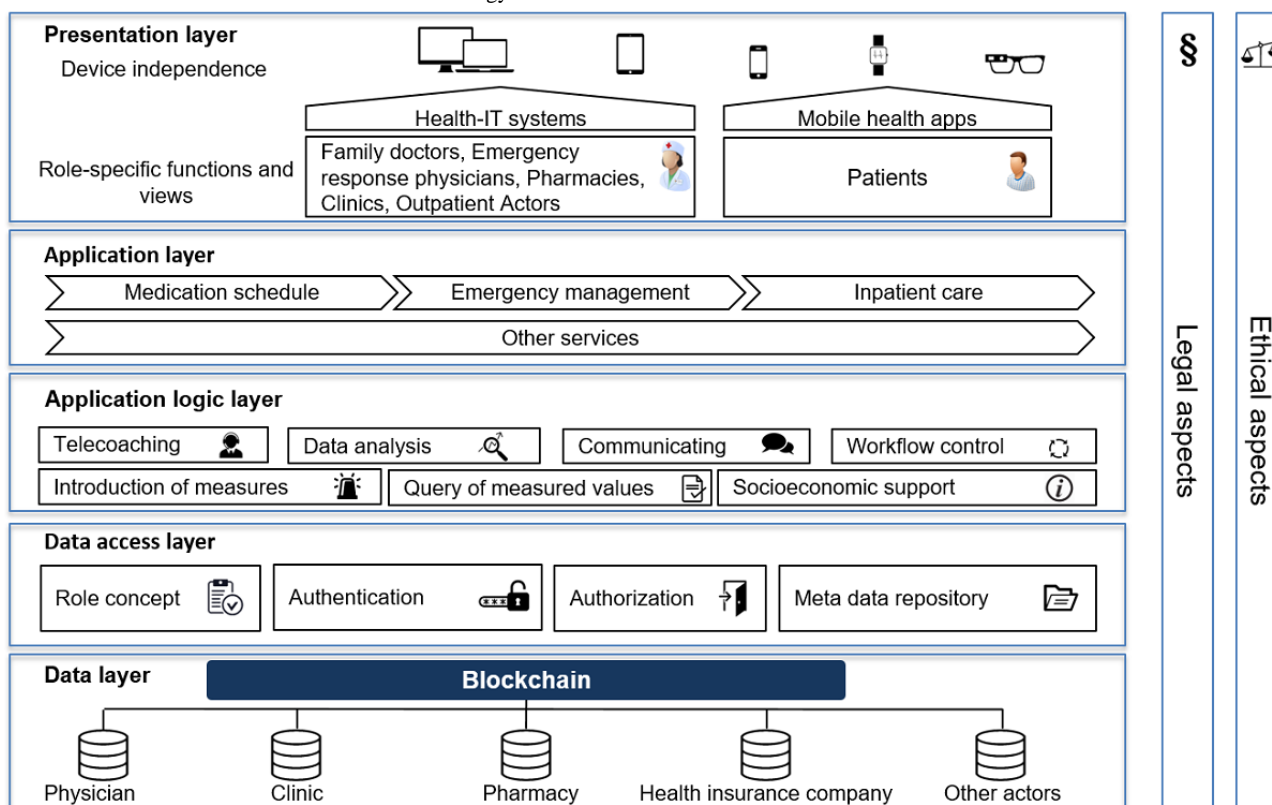 gy
Presentation layer
Device independence
Health-IT systems
Mobile health apps
Role-specific functions and
views
Family doctors, Emergency
response physicians, Pharmacies,
Clinics, Outpatient Actors
Patients
Application layer
Medication schedule
Emergency management
Inpatient care
Other services
Application logic layer
Telecoaching
Data analysis
Communicating
Workflow control
Introduction of measures
Query of measured values
Socioeconomic support
i
Data access layer
Role concept
Authentication
***
Authorization
Meta data repository
Data layer
Blockchain
Physician
Clinic
Pharmacy
Health insurance company
Other actors
§
Legal aspects
Ethical aspects